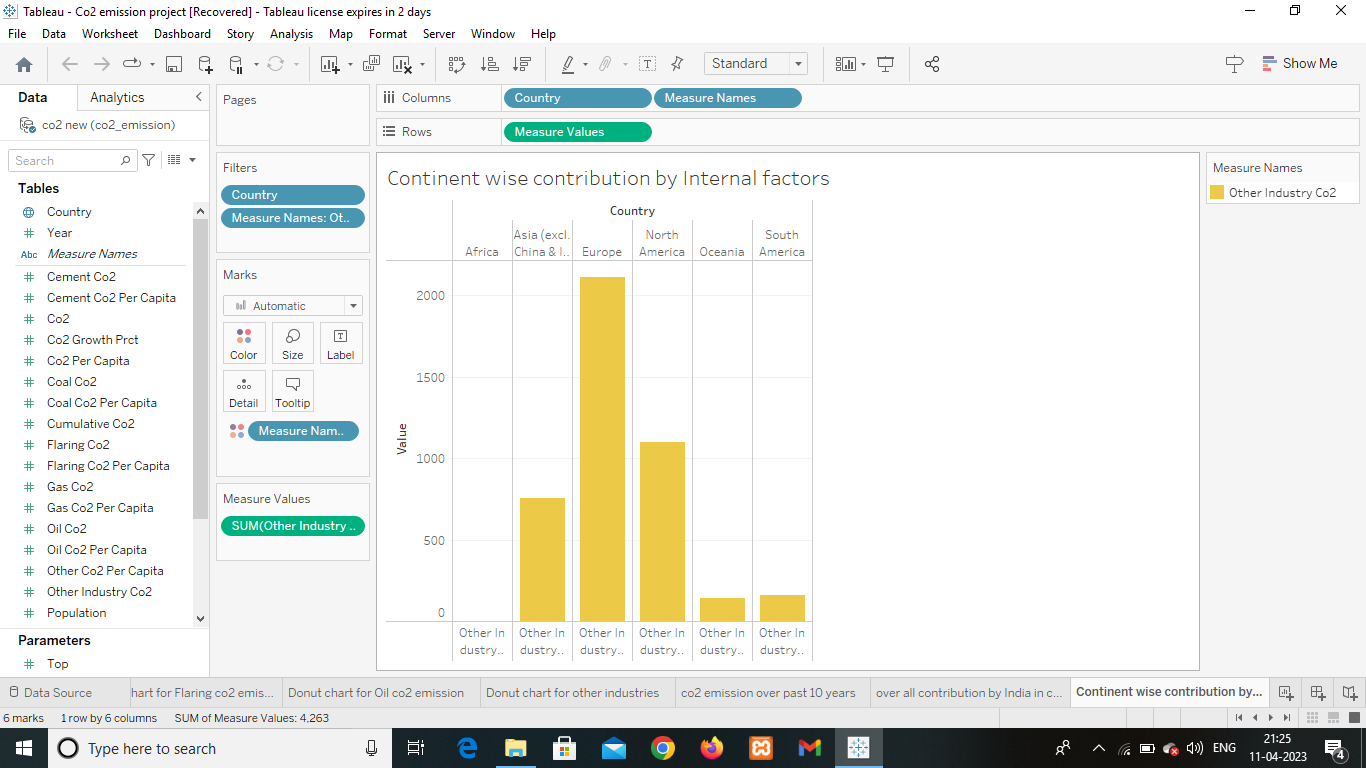 Tableau - Co2 emission project [Recovered] - Tableau license expires in 2 days
File Data Worksheet Dashboard Story Analysis Map Format Server Window Help
Standard
Show Me
Data Analytics
co2 new (co2_emission)
Search
Tables
Country
Year
Abc Measure Names
Cement Co2
Cement Co2 Per Capita
Co2
Co2 Growth Prct
Co2 Per Capita
Coal Co2
Coal Co2 Per Capita
Cumulative Co2
Flaring Co2
Flaring Co2 Per Capita
Gas Co2
Gas Co2 Per Capita
Oil Co2
Oil Co2 Per Capita
Other Co2 Per Capita
Other Industry Co2
Population
Parameters
Top
Pages
Filters
Country
Measure Names: Ot..
Marks
Automatic
Color Size T Label
Detail Tooltip
Measure Nam..
Measure Values
SUM(Other Industry ..
Columns Country Measure Names
Rows Measure Values
Continent wise contribution by Internal factors
Country
Africa
Asia (excl.
China & I..
Europe
North
America
Oceania
South
America
Value
2000
1500
1000
500
0
Other In
dustry..
Other In
dustry..
Other In
dustry..
Other In
dustry..
Other In
dustry..
Other In
dustry..
Measure Names
Other Industry Co2
Data Source hart for Flaring co2 emis... Donut chart for Oil co2 emission Donut chart for other industries co2 emission over past 10 years over all contribution by India in c... Continent wise contribution by...
6 marks 1 row by 6 columns SUM of Measure Values: 4,263
Type here to search
ENG
21:25
11-04-2023
4